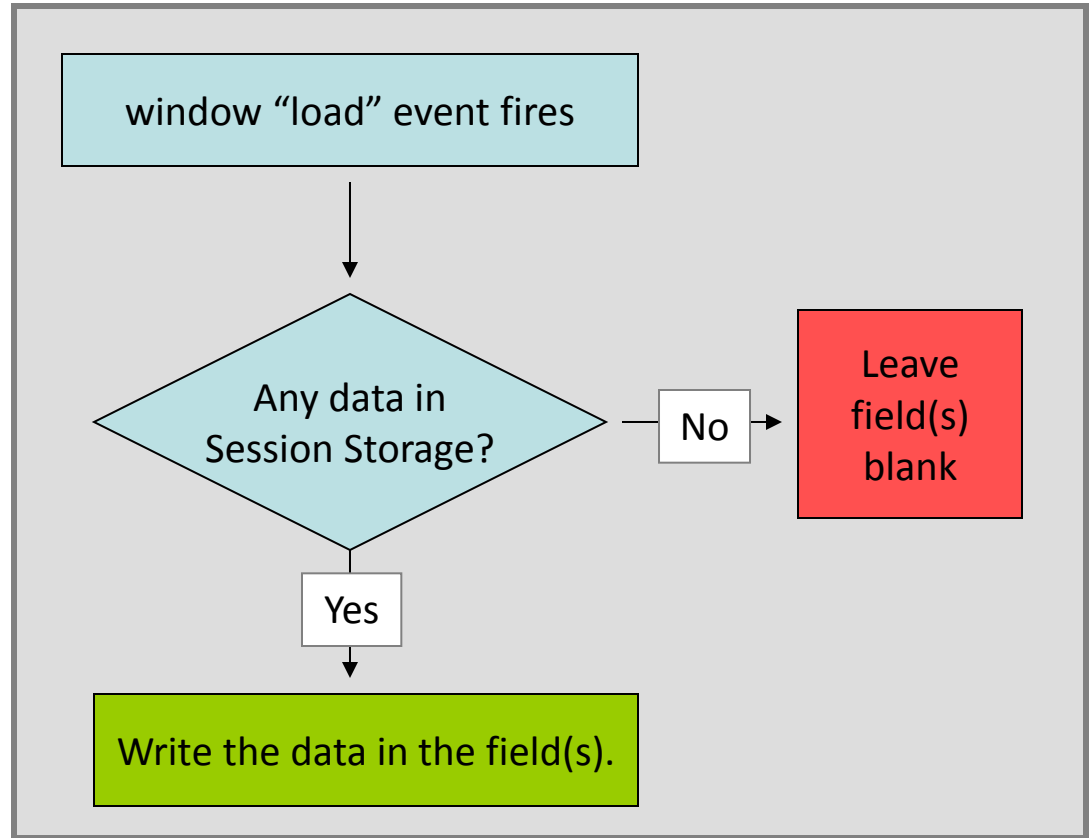 window “load” event fires
Any data in
Session Storage?
No
Leave
field(s)
blank
Yes
Write the data in the field(s).